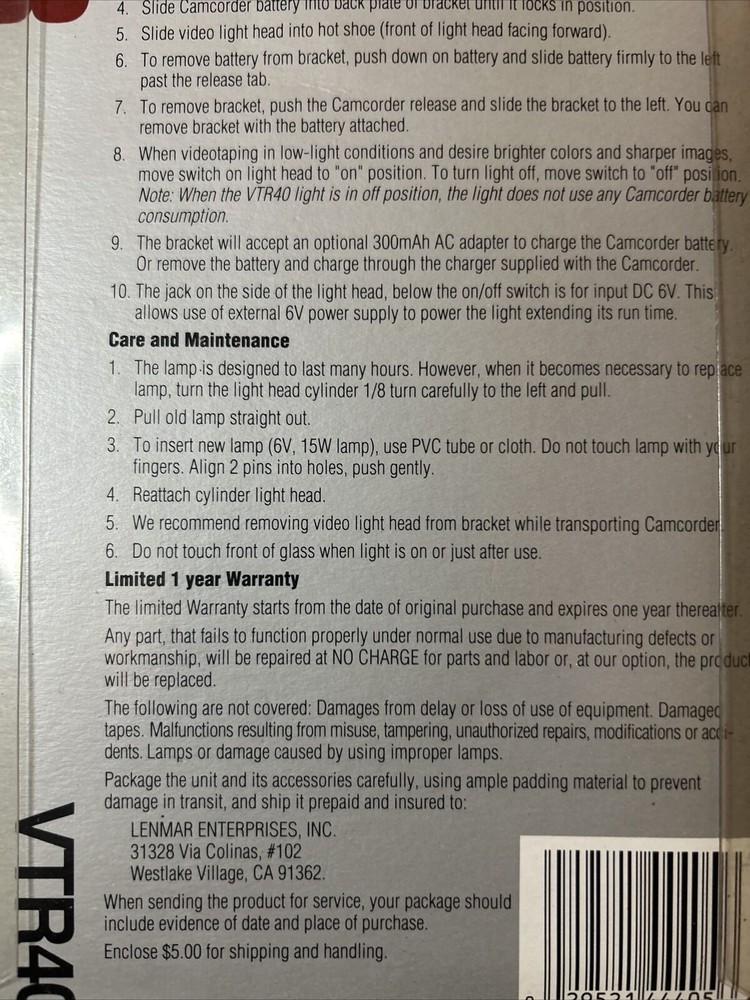 4. Slide Camcorder battery into back plate of bracket until it locks in position.
5. Slide video light head into hot shoe (front of light head facing forward).
6. To remove battery from bracket, push down on battery and slide battery firmly to the left
past the release tab.
7. To remove bracket, push the Camcorder release and slide the bracket to the left. You can
remove bracket with the battery attached.
8. When videotaping in low-light conditions and desire brighter colors and sharper images,
move switch on light head to "on" position. To turn light off, move switch to "off" position.
Note: When the VTR40 light is in off position, the light does not use any Camcorder battery
consumption.
9. The bracket will accept an optional 300mAh AC adapter to charge the Camcorder battery.
Or remove the battery and charge through the charger supplied with the Camcorder.
10. The jack on the side of the light head, below the on/off switch is for input DC 6V. This
allows use of external 6V power supply to power the light extending its run time.
Care and Maintenance
1. The lamp is designed to last many hours. However, when it becomes necessary to replace
lamp, turn the light head cylinder 1/8 turn carefully to the left and pull.
2. Pull old lamp straight out.
3. To insert new lamp (6V, 15W lamp), use PVC tube or cloth. Do not touch lamp with your
fingers. Align 2 pins into holes, push gently.
4. Reattach cylinder light head.
5. We recommend removing video light head from bracket while transporting Camcorder.
6. Do not touch front of glass when light is on or just after use.
Limited 1 year Warranty
The limited Warranty starts from the date of original purchase and expires one year thereafter.
Any part, that fails to function properly under normal use due to manufacturing defects or
workmanship, will be repaired at NO CHARGE for parts and labor or, at our option, the product
will be replaced.
The following are not covered: Damages from delay or loss of use of equipment. Damaged
tapes. Malfunctions resulting from misuse, tampering, unauthorized repairs, modifications or acci-
dents. Lamps or damage caused by using improper lamps.
Package the unit and its accessories carefully, using ample padding material to prevent
damage in transit, and ship it prepaid and insured to:
LENMAR ENTERPRISES, INC.
31328 Via Colinas, #102
Westlake Village, CA 91362.
When sending the product for service, your package should
include evidence of date and place of purchase.
Enclose $5.00 for shipping and handling.
VTR40